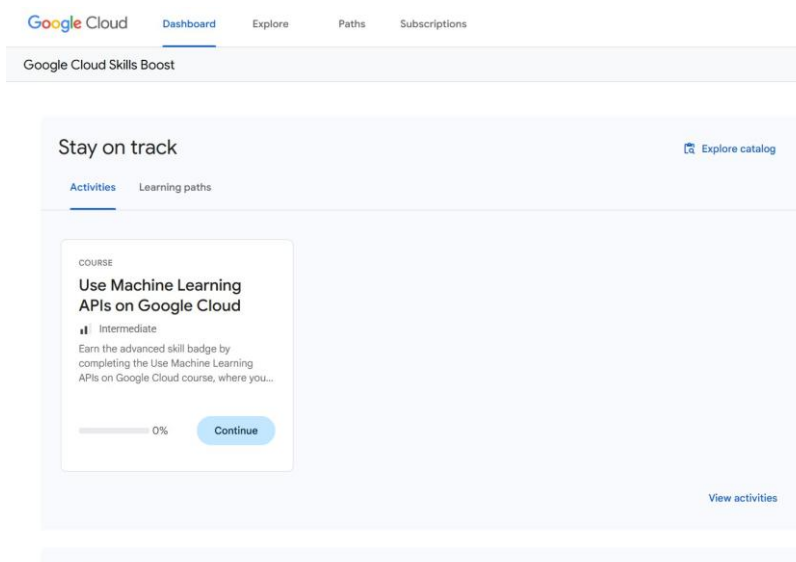 Google Cloud Dashboard Explore Paths Subscriptions
Google Cloud Skills Boost
Stay on track
Explore catalog
Activities Learning paths
COURSE
Use Machine Learning
APIs on Google Cloud
Intermediate
Earn the advanced skill badge by
completing the Use Machine Learning
APIs on Google Cloud course, where you...
0% Continue
View activities